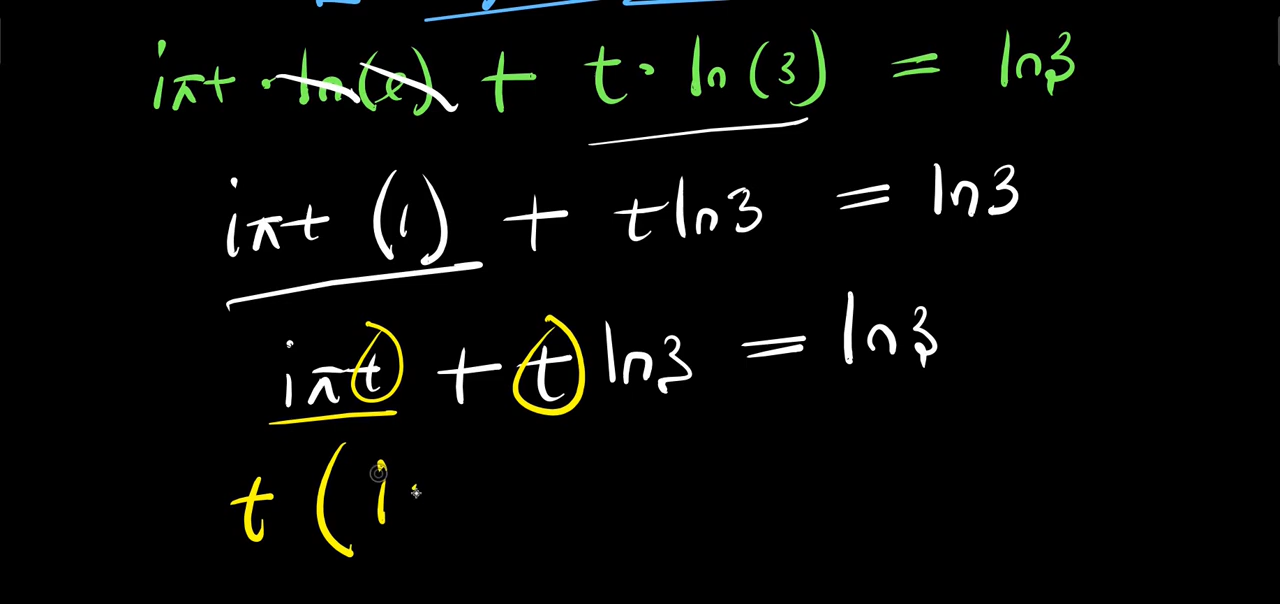 iπt · ln(e) + t · ln(3) = ln3
iπt (1) + t ln3 = ln3
iπt + t ln3 = ln3
t ( i